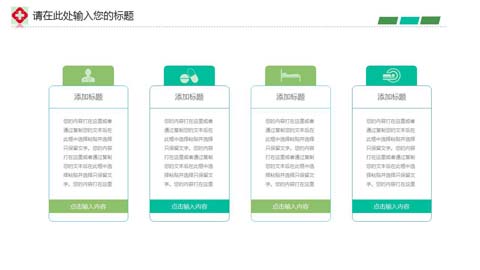 请在此处输入您的标题
添加标题
您的内容打在这里或者
通过复制您的文本后在
此框中选择粘贴并选择
只保留文字。您的内容
打在这里或者通过复制
您的文本后在此框中选
择粘贴并选择只保留文
字。您的内容打在这里
点击输入内容
添加标题
您的内容打在这里或者
通过复制您的文本后在
此框中选择粘贴并选择
只保留文字。您的内容
打在这里或者通过复制
您的文本后在此框中选
择粘贴并选择只保留文
字。您的内容打在这里
点击输入内容
添加标题
您的内容打在这里或者
通过复制您的文本后在
此框中选择粘贴并选择
只保留文字。您的内容
打在这里或者通过复制
您的文本后在此框中选
择粘贴并选择只保留文
字。您的内容打在这里
点击输入内容
添加标题
您的内容打在这里或者
通过复制您的文本后在
此框中选择粘贴并选择
只保留文字。您的内容
打在这里或者通过复制
您的文本后在此框中选
择粘贴并选择只保留文
字。您的内容打在这里
点击输入内容